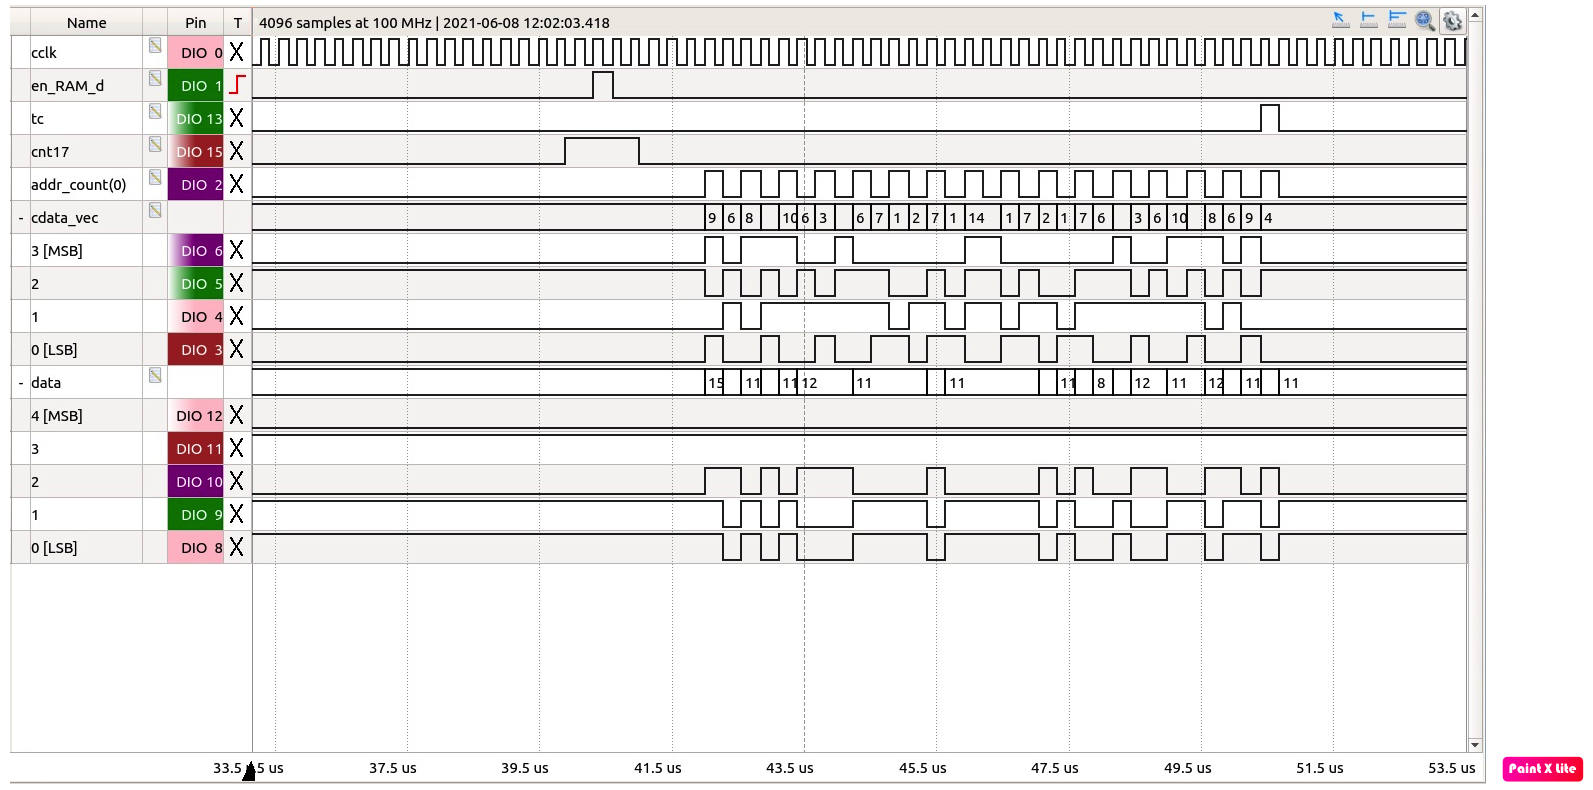 Name Pin T 4096 samples at 100 MHz | 2021-06-08 12:02:03.418
cclk DIO 0 X
en_RAM_d DIO 1
tc DIO 13 X
cnt17 DIO 15 X
addr_count(0) DIO 2 X
- cdata_vec 9 6 8 10 6 3 6 7 1 2 7 1 14 1 7 2 1 7 6 3 6 10 8 6 9 4
3 [MSB] DIO 6 X
2 DIO 5 X
1 DIO 4 X
0 [LSB] DIO 3 X
- data 15 11 11 12 11 11 11 8 12 11 12 11 11
4 [MSB] DIO 12 X
3 DIO 11 X
2 DIO 10 X
1 DIO 9 X
0 [LSB] DIO 8 X
33.5 5 us 37.5 us 39.5 us 41.5 us 43.5 us 45.5 us 47.5 us 49.5 us 51.5 us 53.5 us
Paint X lite